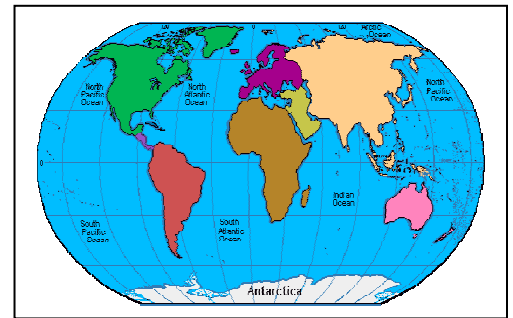 Arctic
Ocean
North
Pacific
Ocean
North
Atlantic
Ocean
North
Pacific
Ocean
0
Indian
Ocean
South
Pacific
Ocean
South
Atlantic
Ocean
Antarctica